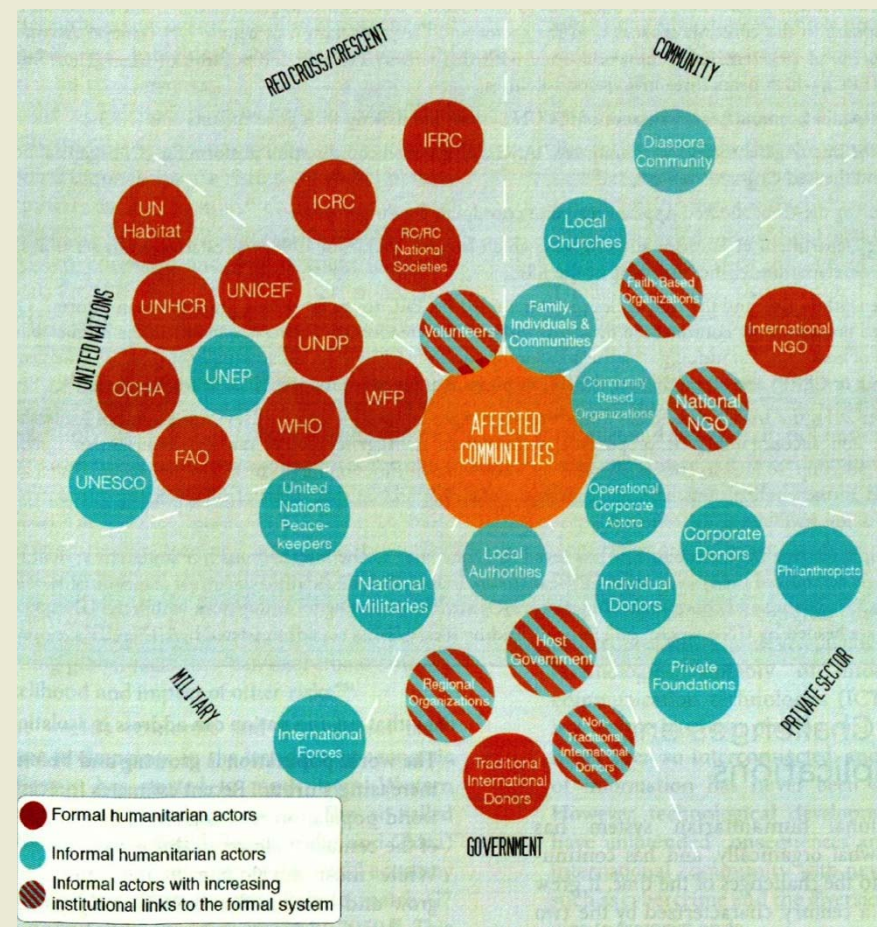 RED CROSS/CRESCENT
COMMUNITY
IFRC
Diaspora
Community
ICRC
UN
Habitat
RC/RC
National
Societies
Local
Churches
UNITED NATIONS
UNHCR
UNICEF
Volunteers
Family,
Individuals &
Communities
Faith-Based
Organizations
International
NGO
OCHA
UNEP
UNDP
WFP
Community
Based
Organizations
National
NGO
UNESCO
FAO
WHO
AFFECTED
COMMUNITIES
United
Nations
Peace-
keepers
Operational
Corporate
Actors
Corporate
Donors
Philanthropists
National
Militaries
Local
Authorities
Individual
Donors
Host
Government
Private
Foundations
PRIVATE SECTOR
MILITARY
International
Forces
Regional
Organizations
Traditional
International
Donors
Non-
Traditional
International
Donors
GOVERNMENT
Formal humanitarian actors
Informal humanitarian actors
Informal actors with increasing
institutional links to the formal system